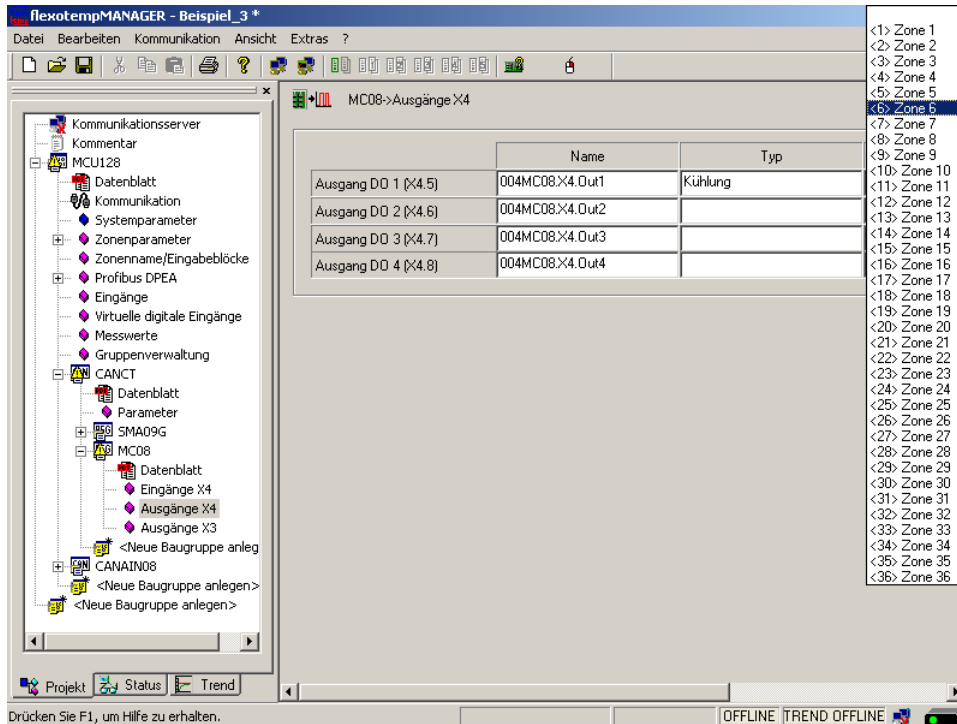 flexotempMANAGER - Beispiel_3 *
Datei Bearbeiten Kommunikation Ansicht Extras ?
MC08->Ausgänge X4
Kommunikationsserver
Kommentar
MCU128
Datenblatt
Kommunikation
Systemparameter
Zonenparameter
Zonenname/Eingabeblöcke
Profibus DPEA
Eingänge
Virtuelle digitale Eingänge
Messwerte
Gruppenverwaltung
CANCT
Datenblatt
Parameter
SMA09G
MC08
Datenblatt
Eingänge X4
Ausgänge X4
Ausgänge X3
<Neue Baugruppe anleg
CANAIN08
<Neue Baugruppe anlegen>
<Neue Baugruppe anlegen>
Projekt Status Trend
Name Typ
Ausgang DO 1 (X4.5) 004MC08.X4.Out1 Kühlung
Ausgang DO 2 (X4.6) 004MC08.X4.Out2
Ausgang DO 3 (X4.7) 004MC08.X4.Out3
Ausgang DO 4 (X4.8) 004MC08.X4.Out4
<1> Zone 1
<2> Zone 2
<3> Zone 3
<4> Zone 4
<5> Zone 5
<6> Zone 6
<7> Zone 7
<8> Zone 8
<9> Zone 9
<10> Zone 10
<11> Zone 11
<12> Zone 12
<13> Zone 13
<14> Zone 14
<15> Zone 15
<16> Zone 16
<17> Zone 17
<18> Zone 18
<19> Zone 19
<20> Zone 20
<21> Zone 21
<22> Zone 22
<23> Zone 23
<24> Zone 24
<25> Zone 25
<26> Zone 26
<27> Zone 27
<28> Zone 28
<29> Zone 29
<30> Zone 30
<31> Zone 31
<32> Zone 32
<33> Zone 33
<34> Zone 34
<35> Zone 35
<36> Zone 36
Drücken Sie F1, um Hilfe zu erhalten.
OFFLINE TREND OFFLINE